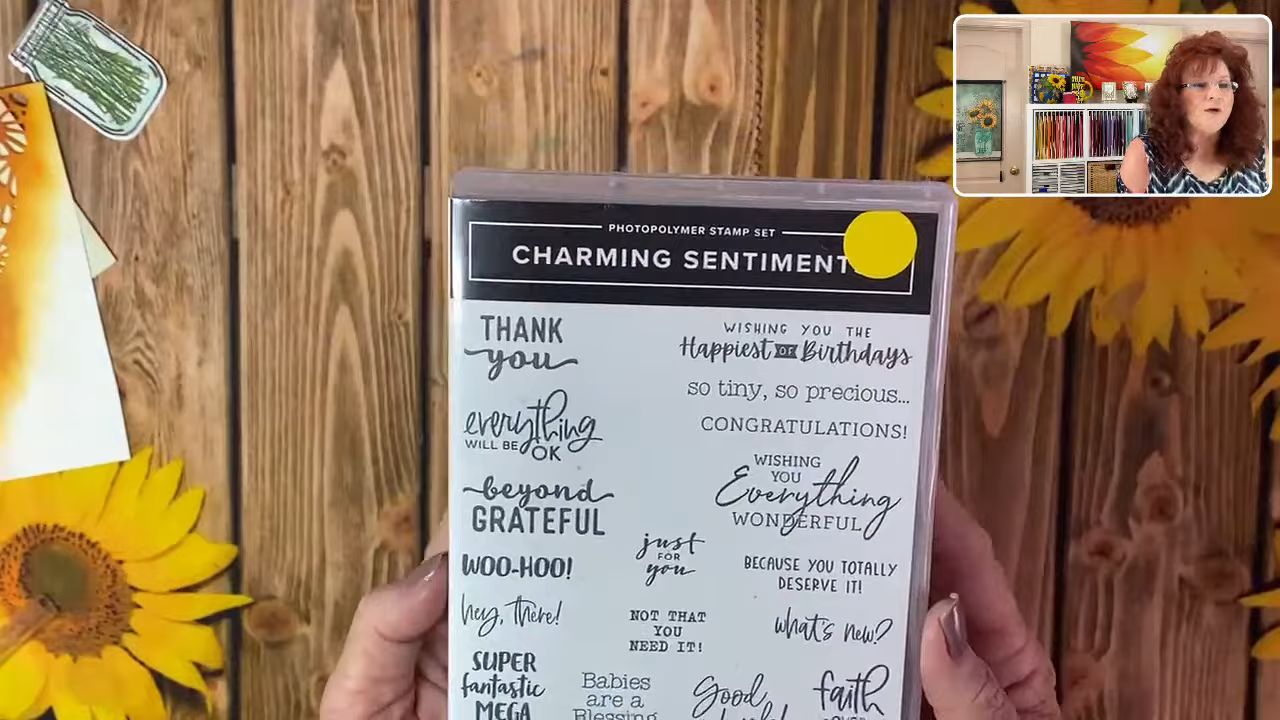 PHOTOPOLYMER STAMP SET
CHARMING SENTIMENT
THANK
you
everything
WILL BE
OK
beyond
GRATEFUL
WOO-HOO!
hey, there!
SUPER
fantastic
MEGA
WISHING YOU THE
Happiest OF Birthdays
so tiny, so precious...
CONGRATULATIONS!
WISHING
YOU
Everything
WONDERFUL
just
FOR
you
BECAUSE YOU TOTALLY
DESERVE IT!
NOT THAT
YOU
NEED IT!
what's new?
Babies
are a
Blessing
Good
faith